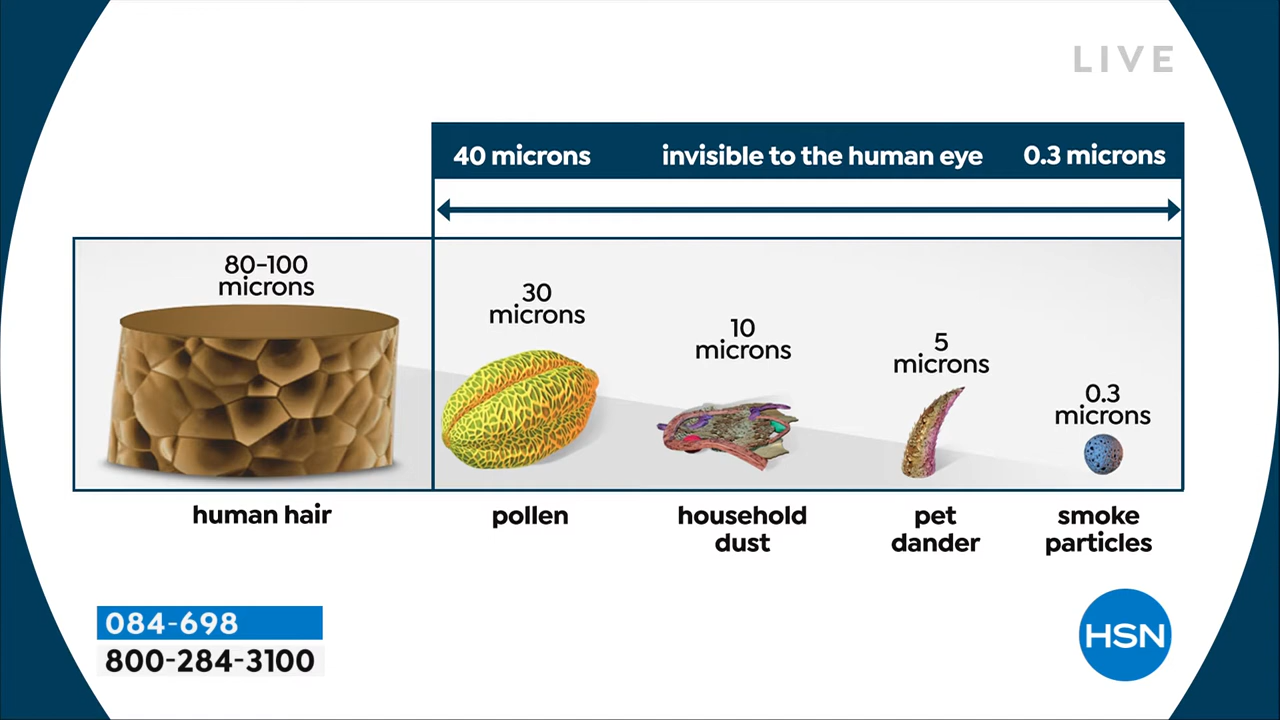 LIVE
40 microns invisible to the human eye 0.3 microns
80-100
microns
30
microns
10
microns
5
microns
0.3
microns
human hair
pollen
household
dust
pet
dander
smoke
particles
084-698
800-284-3100
HSN